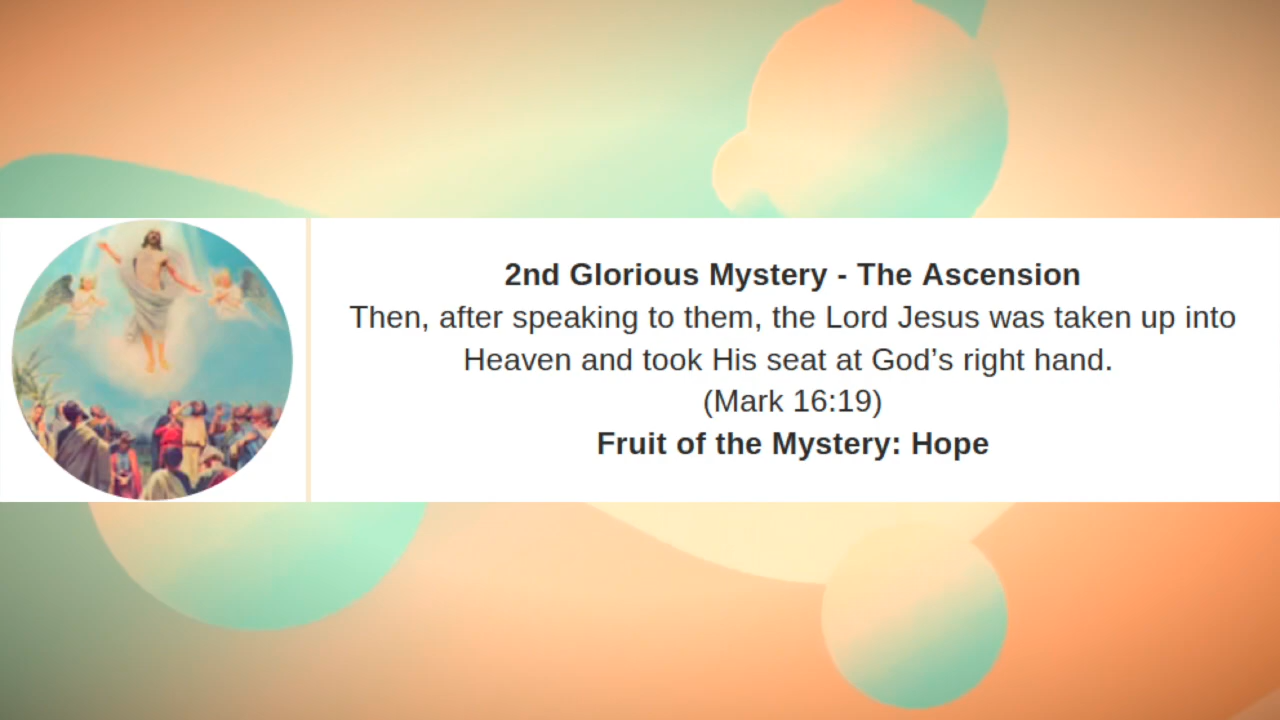 2nd Glorious Mystery - The Ascension
Then, after speaking to them, the Lord Jesus was taken up into
Heaven and took His seat at God’s right hand.
(Mark 16:19)
Fruit of the Mystery: Hope